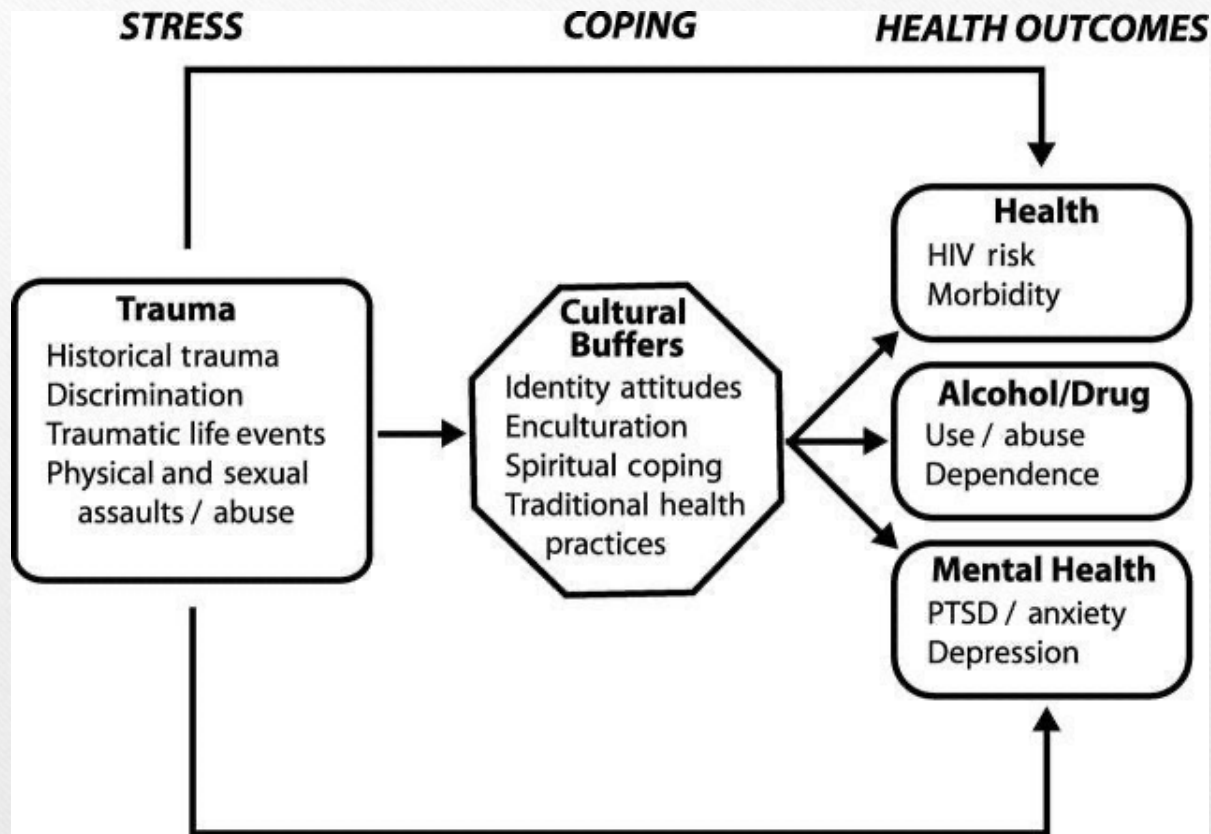 STRESS
COPING
HEALTH OUTCOMES
Trauma
Historical trauma
Discrimination
Traumatic life events
Physical and sexual
assaults / abuse
Cultural
Buffers
Identity attitudes
Enculturation
Spiritual coping
Traditional health
practices
Health
HIV risk
Morbidity
Alcohol/Drug
Use / abuse
Dependence
Mental Health
PTSD / anxiety
Depression